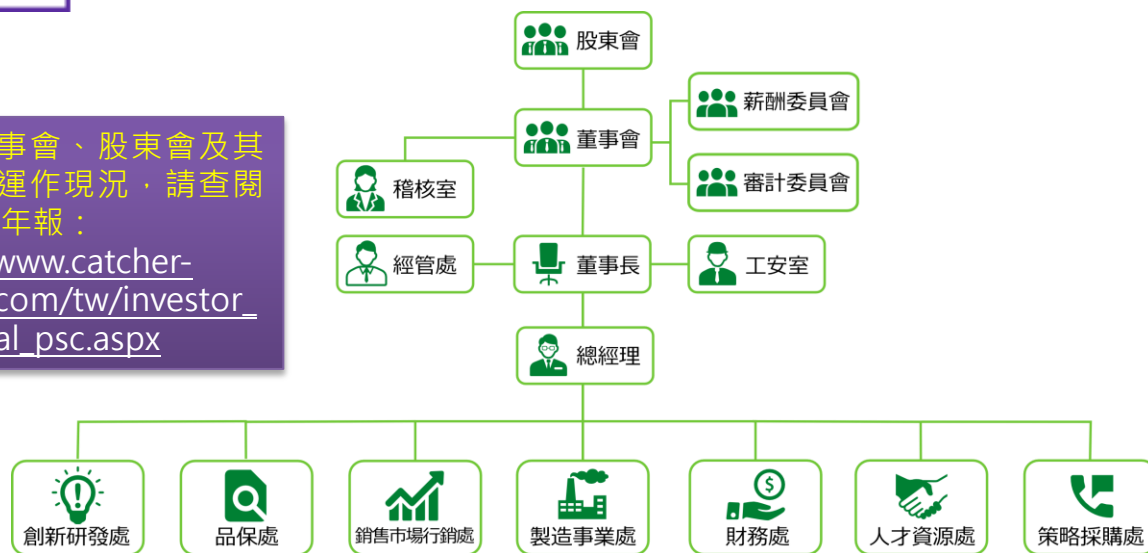 股東會
薪酬委員會
董事會
審計委員會
稽核室
事會、股東會及其
運作現況，請查閱
年報：
www.catcher-
com/tw/investor_
al_psc.aspx
經管處
董事長
工安室
總經理
創新研發處
品保處
銷售市場行銷處
製造事業處
財務處
人才資源處
策略採購處